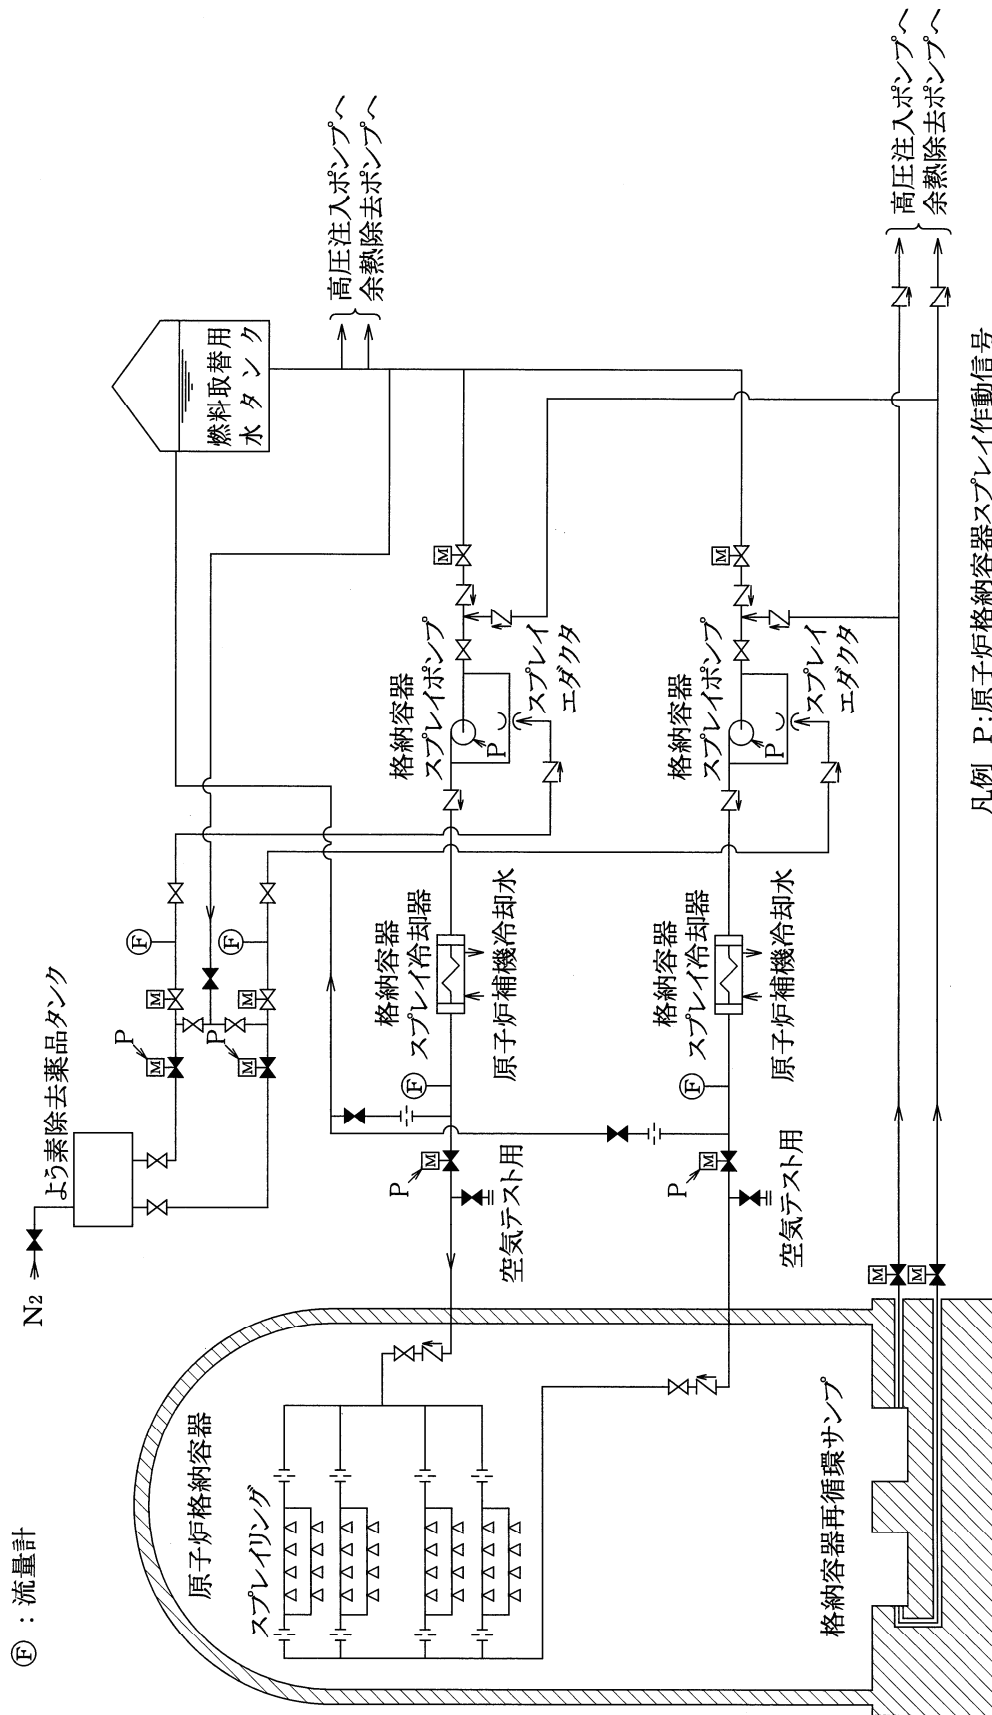 Ⓕ：流量計
N2
よう素除去薬品タンク
P
M
F
P
M
M
F
M
燃料取替用
水タンク
高圧注入ポンプへ
余熱除去ポンプへ
原子炉格納容器
スプレイリング
P
M
空気テスト用
F
格納容器
スプレイ冷却器
原子炉補機冷却水
格納容器
スプレイポンプ
P
スプレイ
エダクタ
M
P
M
空気テスト用
F
格納容器
スプレイ冷却器
原子炉補機冷却水
格納容器
スプレイポンプ
P
スプレイ
エダクタ
M
格納容器再循環サンプ
M
M
高圧注入ポンプへ
余熱除去ポンプへ
凡例　P：原子炉格納容器スプレイ作動信号